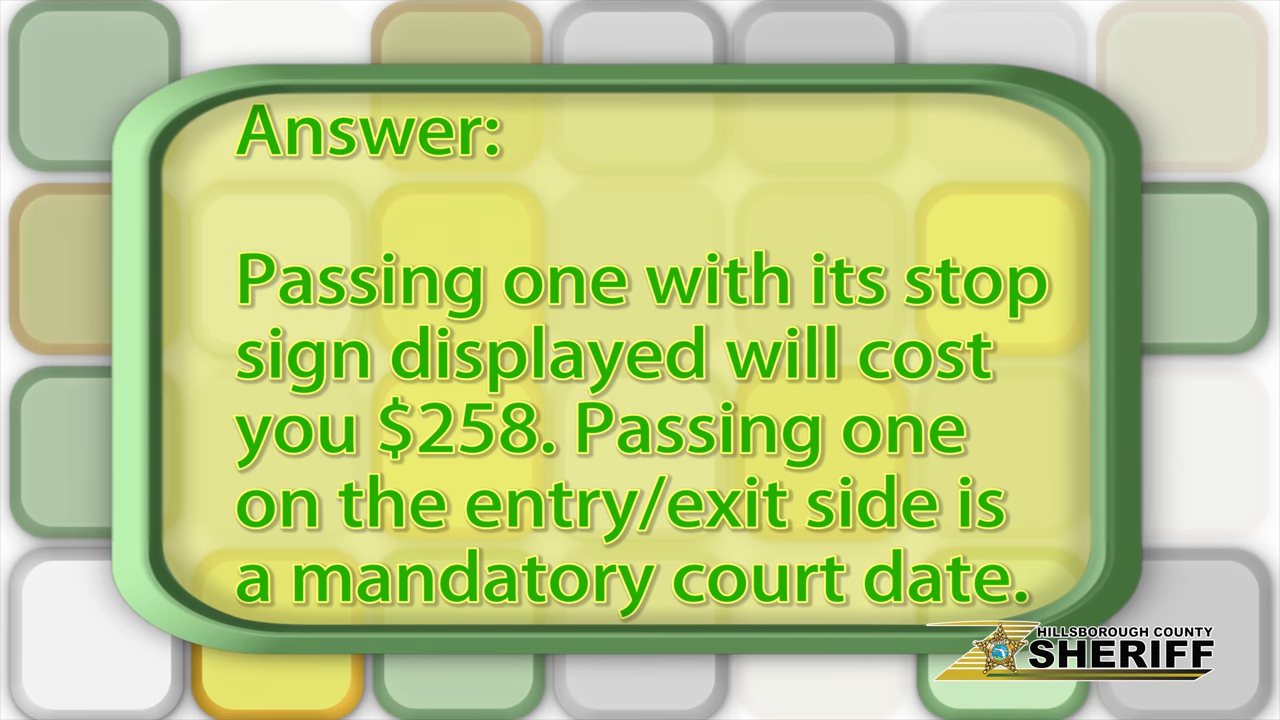 Answer:
Passing one with its stop
sign displayed will cost
you $258. Passing one
on the entry/exit side is
a mandatory court date.
HILLSBOROUGH COUNTY
SHERIFF